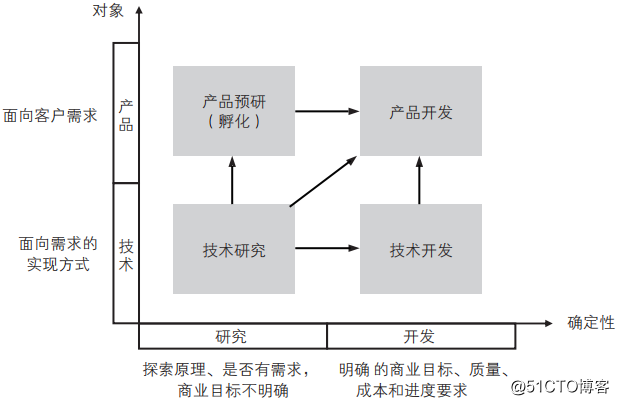 对象
面向客户需求
产品
产品预研
（孵化）
产品开发
面向需求的
实现方式
技术
技术研究
技术开发
确定性
研究
开发
探索原理、是否有需求，
商业目标不明确
明确的商业目标、质量、
成本和进度要求
@51CTO博客